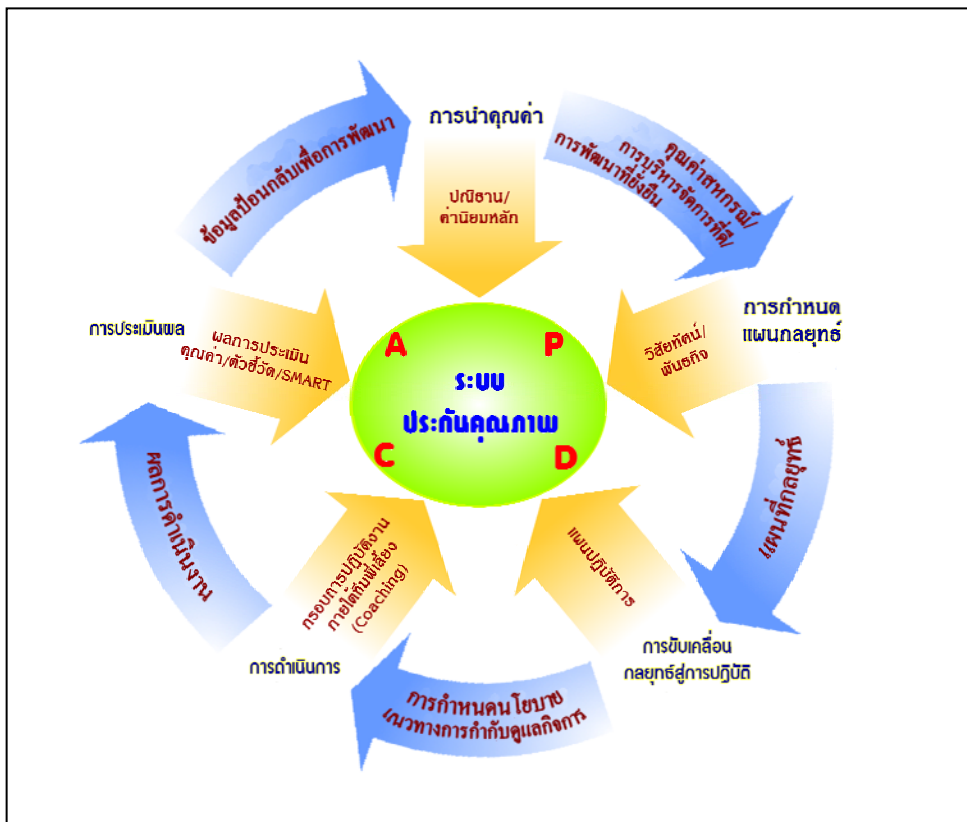 การนำคุณค่า
ปณิธาน/
ค่านิยมหลัก
คุณค่าสหกรณ์/
การบริหารจัดการที่ดี/
การพัฒนาที่ยั่งยืน
การกำหนด
แผนกลยุทธ์
วิสัยทัศน์/
พันธกิจ
แผนที่กลยุทธ์
การขับเคลื่อน
กลยุทธ์สู่การปฏิบัติ
แผนปฏิบัติการ
การกำหนดนโยบาย
แนวทางการกำกับดูแลกิจการ
การดำเนินการ
กรอบการปฏิบัติงาน
ภายใต้ทีมพี่เลี้ยง
(Coaching)
ผลการดำเนินงาน
การประเมินผล
ผลการประเมิน
คุณค่า/ตัวชี้วัด/SMART
ข้อมูลป้อนกลับเพื่อการพัฒนา
A P
ระบบ
ประกันคุณภาพ
C D